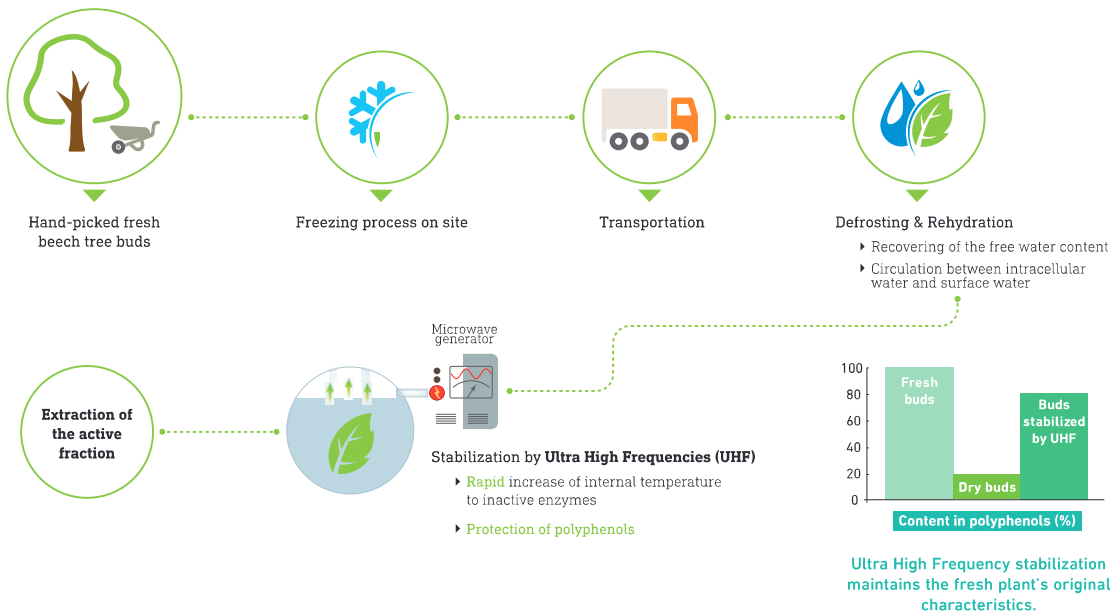 Hand-picked fresh
beech tree buds
Freezing process on site
Transportation
Defrosting & Rehydration
Recovering of the free water content
Circulation between intracellular
water and surface water
Microwave
generator
Stabilization by Ultra High Frequencies (UHF)
Rapid increase of internal temperature
to inactive enzymes
Protection of polyphenols
Extraction of
the active
fraction
100
80
60
40
20
0
Fresh
buds
Dry buds
Buds
stabilized
by UHF
Content in polyphenols (%)
Ultra High Frequency stabilization
maintains the fresh plant's original
characteristics.